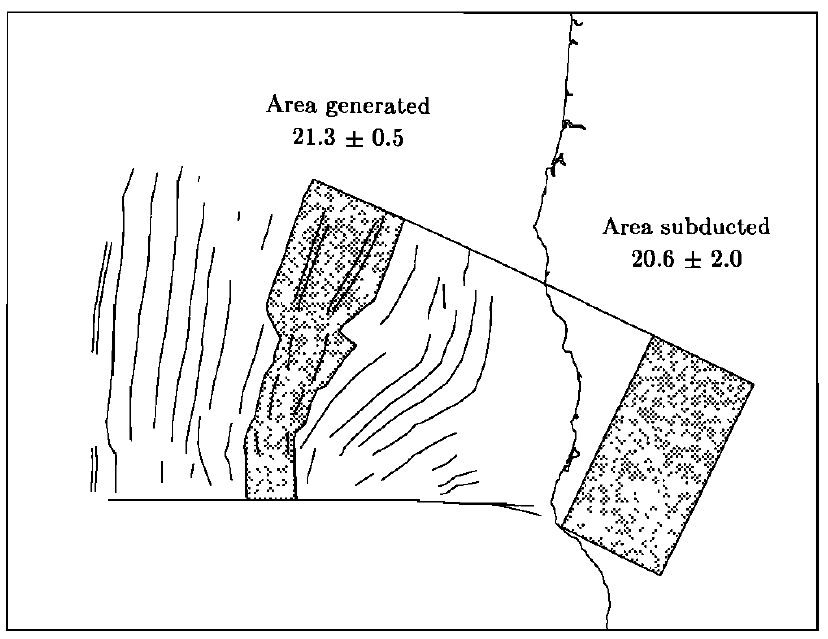 Area generated
21.3 ± 0.5
Area subducted
20.6 ± 2.0